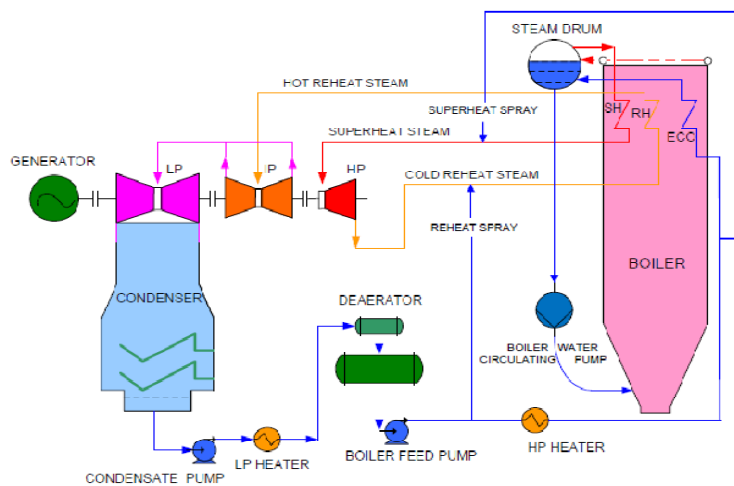 STEAM DRUM
HOT REHEAT STEAM
SUPERHEAT SPRAY
SH
RH
ECO
SUPERHEAT STEAM
GENERATOR
LP
IP
HP
COLD REHEAT STEAM
REHEAT SPRAY
BOILER
CONDENSER
DEAERATOR
BOILER WATER
CIRCULATING PUMP
LP HEATER
BOILER FEED PUMP
HP HEATER
CONDENSATE PUMP